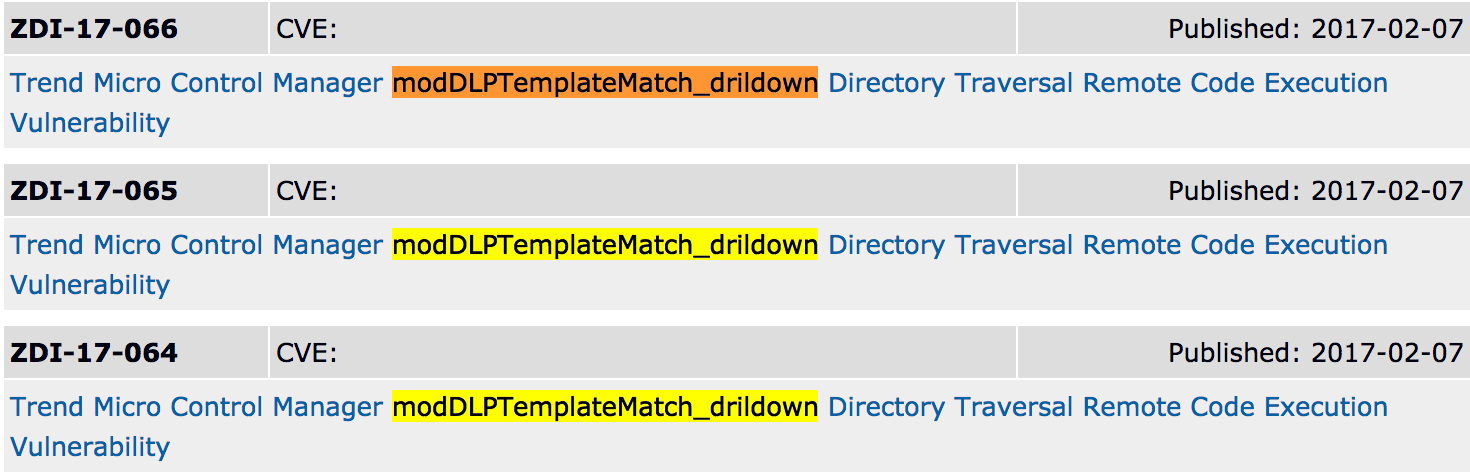 ZDI-17-066 CVE: Published: 2017-02-07
Trend Micro Control Manager modDLPTemplateMatch_drildown Directory Traversal Remote Code Execution
Vulnerability
ZDI-17-065 CVE: Published: 2017-02-07
Trend Micro Control Manager modDLPTemplateMatch_drildown Directory Traversal Remote Code Execution
Vulnerability
ZDI-17-064 CVE: Published: 2017-02-07
Trend Micro Control Manager modDLPTemplateMatch_drildown Directory Traversal Remote Code Execution
Vulnerability